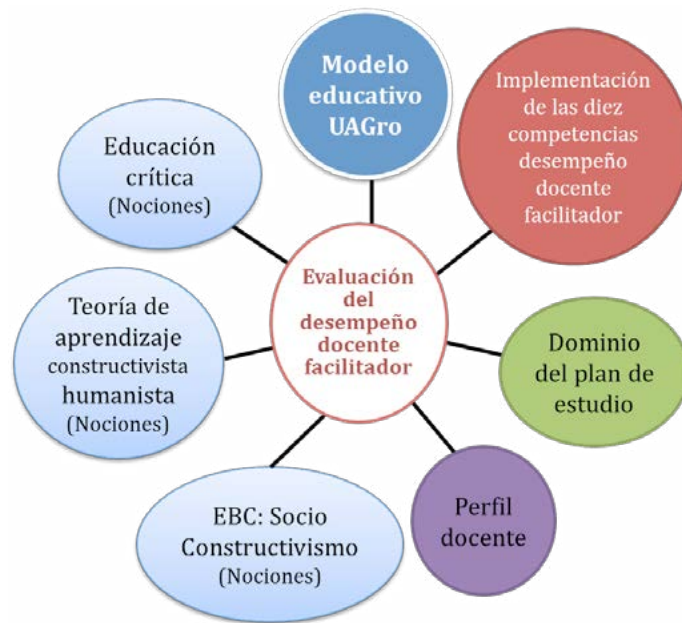 Modelo
educativo
UAGro
Implementación
de las diez
competencias
desempeño
docente
facilitador
Educación
crítica
(Nociones)
Evaluación
del
desempeño
docente
facilitador
Teoría de
aprendizaje
constructivista
humanista
(Nociones)
Dominio
del plan de
estudio
EBC: Socio
Constructivismo
(Nociones)
Perfil
docente